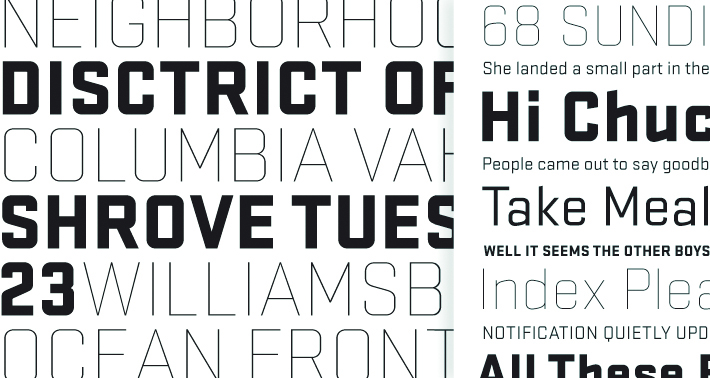 NEIGHBORHOO
DISCTRICT OF
COLUMBIA VAH
SHROVE TUES
23 WILLIAMSB
OCEAN FRONT
68 SUNDI
She landed a small part in the
Hi Chuc
People came out to say goodb
Take Meal
WELL IT SEEMS THE OTHER BOYS
Index Plea
NOTIFICATION QUIETLY UPD
All These